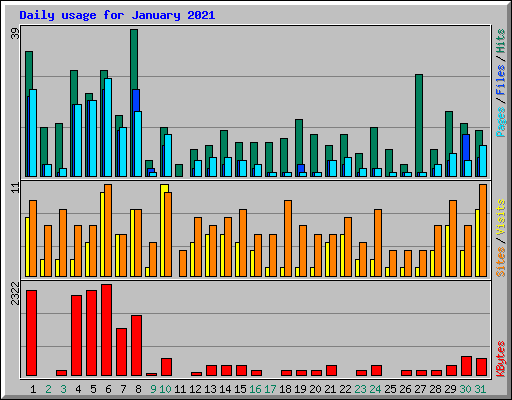 Daily usage for January 2021
39
Pages / Files / Hits
11
Sites / Visits
2322
KBytes
1 2 3 4 5 6 7 8 9 10 11 12 13 14 15 16 17 18 19 20 21 22 23 24 25 26 27 28 29 30 31